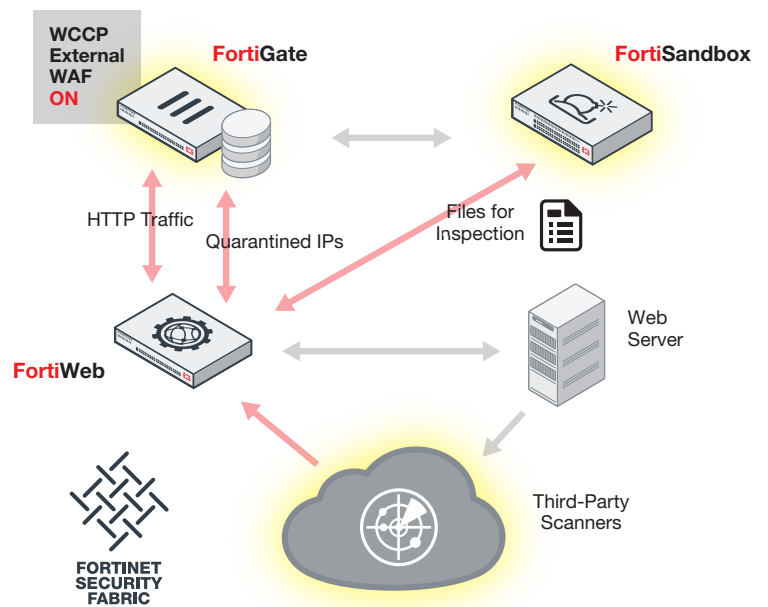 WCCP
External
WAF
ON
FortiGate
FortiSandbox
HTTP Traffic
Quarantined IPs
Files for
Inspection
Web
Server
FortiWeb
Third-Party
Scanners
FORTINET
SECURITY
FABRIC